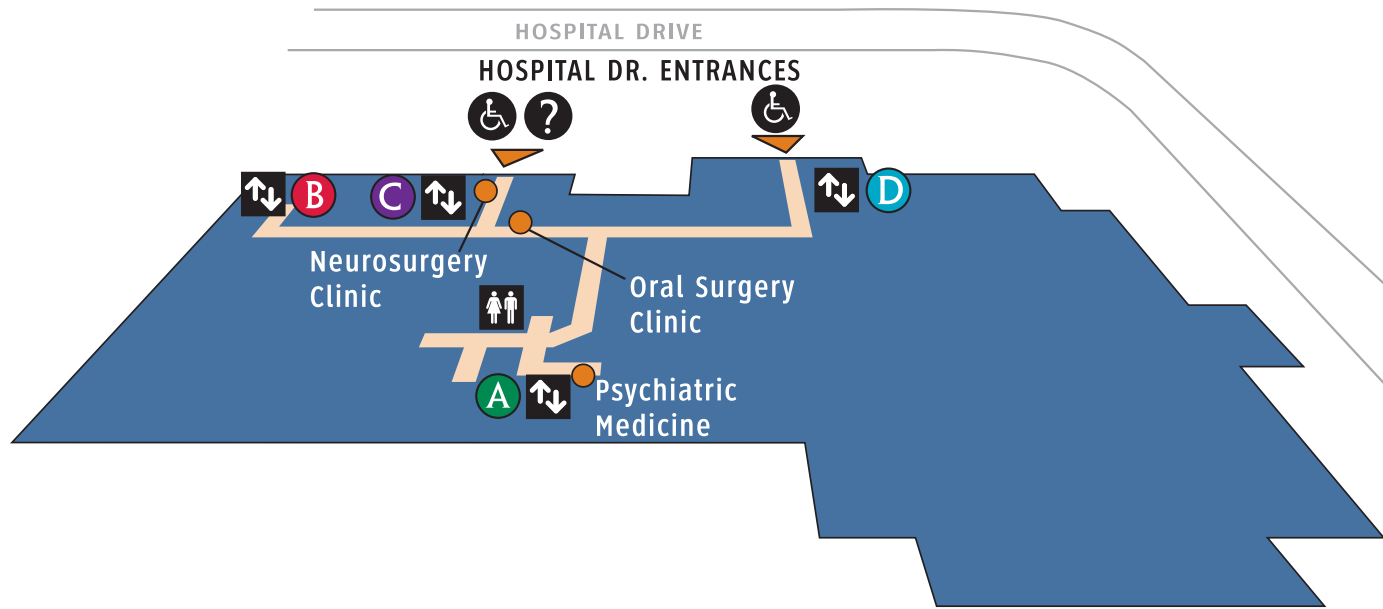 HOSPITAL DRIVE
HOSPITAL DR. ENTRANCES
?
B
C
D
Neurosurgery
Clinic
Oral Surgery
Clinic
A
Psychiatric
Medicine